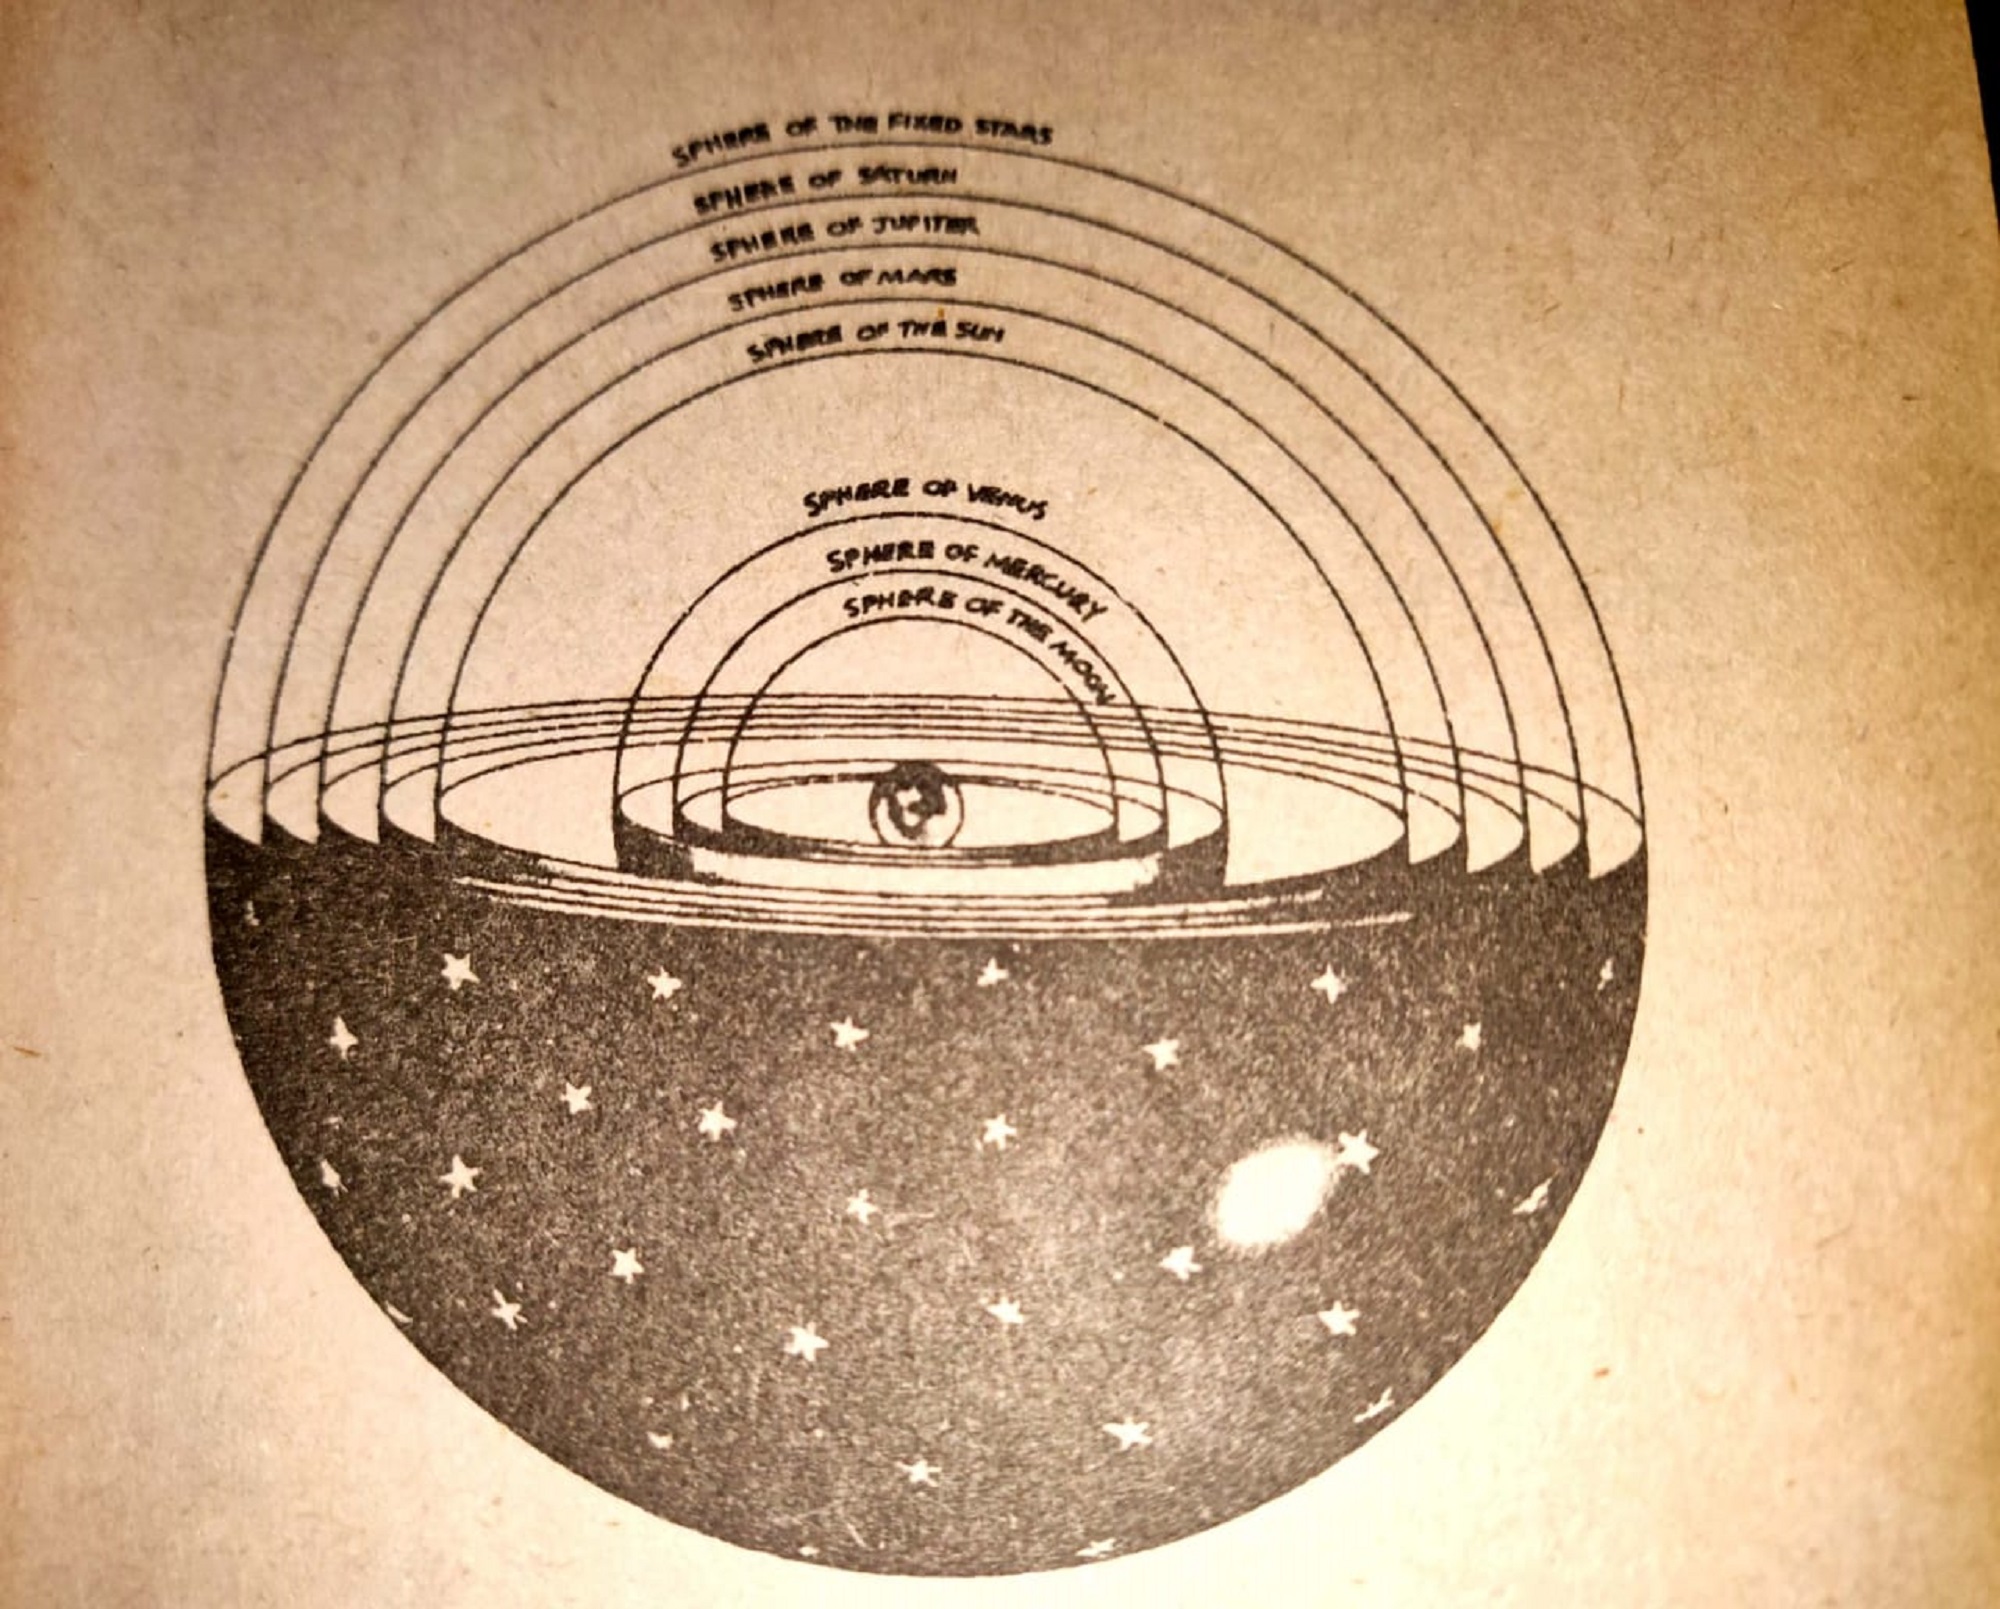 SPHERE OF THE FIXED STARS
SPHERE OF SATURN
SPHERE OF JUPITER
SPHERE OF MARS
SPHERE OF THE SUN
SPHERE OF VENUS
SPHERE OF MERCURY
SPHERE OF THE MOON